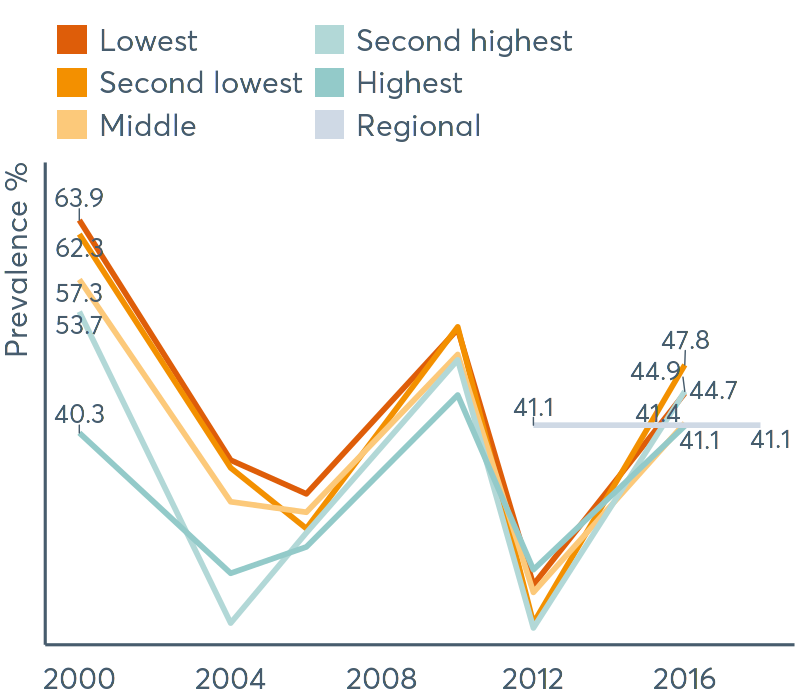 Lowest
Second lowest
Middle
Second highest
Highest
Regional
Prevalence %
63.9
62.3
57.3
53.7
40.3
47.8
44.9
44.7
41.1
41.4
41.1
41.1
2000 2004 2008 2012 2016